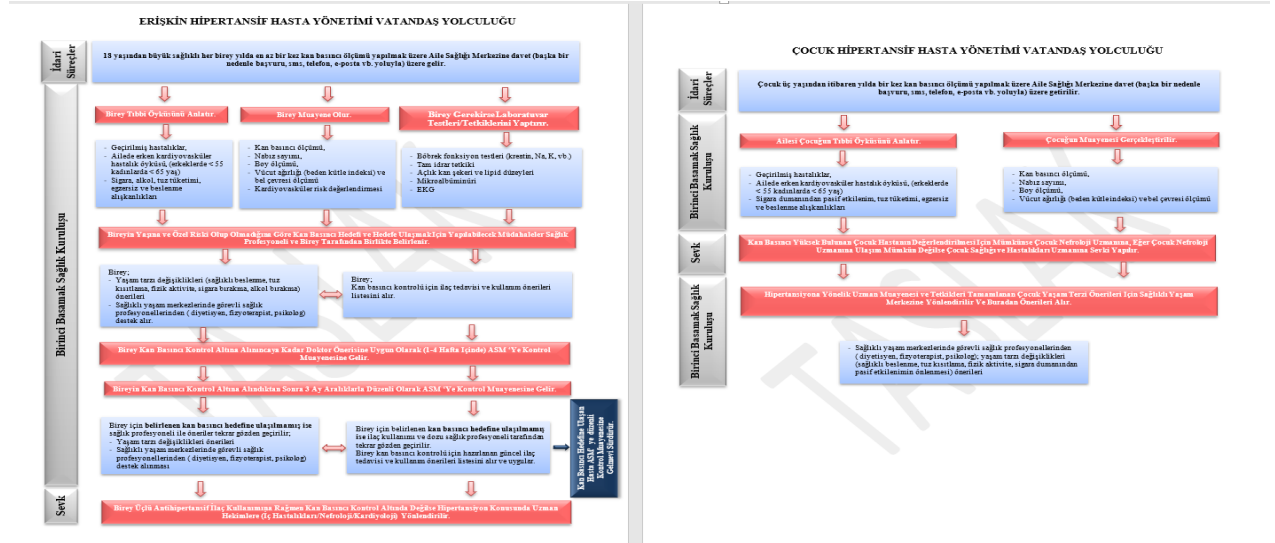 ERİŞKİN HİPERTANSİF HASTA YÖNETİMİ VATANDAŞ YOLCULUĞU
İdari
Süreçler
18 yaşından büyük sağlıklı her birey yılda en az bir kez kan basıncı ölçümü yapılmak üzere Aile Sağlığı Merkezine davet (başka bir
nedenle başvuru, sms, telefon, e-posta vb. yoluyla) üzere gelir.
Birinci Basamak Sağlık Kuruluşu
Birey Tıbbi Öyküsünü Anlatır.
Birey Muayene Olur.
Birey Gerekirse Laboratuvar
Testleri/Tetkiklerini Yaptırır.
- Geçirilmiş hastalıklar,
- Ailede erken kardiyovasküler
hastalık öyküsü, (erkeklerde < 55
kadınlarda < 65 yaş)
- Sigara, alkol, tuz tüketimi,
egzersiz ve beslenme
alışkanlıkları
- Kan basıncı ölçümü,
- Nabız sayımı,
- Boy ölçümü,
- Vücut ağırlığı (beden kütle indeksi) ve
bel çevresi ölçümü
- Kardiyovasküler risk değerlendirmesi
- Böbrek fonksiyon testleri (kreatin, Na, K, vb.)
- Tam idrar tetkiki
- Açlık kan şekeri ve lipid düzeyleri
- Mikroalbüminüri
- EKG
Bireyin Yaşına ve Özel Riski Olup Olmadığına Göre Kan Basıncı Hedefi ve Hedefe Ulaşmak İçin Yapılabilecek Müdahaleler Sağlık
Profesyoneli ve Birey Tarafından Birlikte Belirlenir.
Birey;
- Yaşam tarzı değişiklikleri (sağlıklı beslenme, tuz
kısıtlama, fizik aktivite, sigara bırakma, alkol bırakma)
önerileri
- Sağlıklı yaşam merkezlerinde görevli sağlık
profesyonellerinden ( diyetisyen, fizyoterapist, psikolog)
destek alır.
Birey;
Kan basıncı kontrolü için ilaç tedavisi ve kullanım önerileri
listesini alır.
Birey Kan Basıncı Kontrol Altına Alınıncaya Kadar Doktor Önerisine Uygun Olarak (1-4 Hafta İçinde) ASM 'Ye Kontrol
Muayenesine Gelir.
Bireyin Kan Basıncı Kontrol Altına Alındıktan Sonra 3 Ay Aralıklarla Düzenli Olarak ASM 'Ye Kontrol Muayenesine Gelir.
Birey için belirlenen kan basıncı hedefine ulaşılmamış ise
sağlık profesyoneli ile öneriler tekrar gözden geçirilir;
- Yaşam tarzı değişiklikleri önerileri
- Sağlıklı yaşam merkezlerinde görevli sağlık
profesyonellerinden ( diyetisyen, fizyoterapist, psikolog)
destek alınması
Birey için belirlenen kan basıncı hedefine ulaşılmamış
ise ilaç kullanımı ve dozu sağlık profesyoneli tarafından
tekrar gözden geçirilir.
Birey kan basıncı kontrolü için hazırlanan güncel ilaç
tedavisi ve kullanım önerileri listesini alır ve uygular.
Kan Basıncı Hedefine Ulaşan
Hasta ASM' ye düzenli
Kontrol Muayenesine
Gelmeyi Sürdürür.
Sevk
Birey Üçlü Antihipertansif İlaç Kullanımına Rağmen Kan Basıncı Kontrol Altında Değilse Hipertansiyon Konusunda Uzman
Hekimlere (İç Hastalıkları/Nefroloji/Kardiyoloji) Yönlendirilir.
TASLAK
ÇOCUK HİPERTANSİF HASTA YÖNETİMİ VATANDAŞ YOLCULUĞU
İdari
Süreçler
Çocuk üç yaşından itibaren yılda bir kez kan basıncı ölçümü yapılmak üzere Aile Sağlığı Merkezine davet (başka bir nedenle
başvuru, sms, telefon, e-posta vb. yoluyla) üzere getirilir.
Birinci Basamak Sağlık
Kuruluşu
Ailesi Çocuğun Tıbbi Öyküsünü Anlatır.
Çocuğun Muayenesi Gerçekleştirilir.
- Geçirilmiş hastalıklar,
- Ailede erken kardiyovasküler hastalık öyküsü, (erkeklerde
< 55 kadınlarda < 65 yaş)
- Sigara dumanından pasif etkilenim, tuz tüketimi, egzersiz
ve beslenme alışkanlıkları
- Kan basıncı ölçümü,
- Nabız sayımı,
- Boy ölçümü,
- Vücut ağırlığı (beden kütle indeksi) ve bel çevresi ölçümü
Sevk
Kan Basıncı Yüksek Bulunan Çocuk Hastanın Değerlendirilmesi İçin Mümkünse Çocuk Nefroloji Uzmanına, Eğer Çocuk Nefroloji
Uzmanına Ulaşım Mümkün Değilse Çocuk Sağlığı ve Hastalıkları Uzmanına Sevki Yapılır.
Birinci Basamak Sağlık
Kuruluşu
Hipertansiyona Yönelik Uzman Muayenesi ve Tetkikleri Tamamlanan Çocuk Yaşam Terzi Önerileri İçin Sağlıklı Yaşam
Merkezine Yönlendirilir Ve Buradan Önerileri Alır.
- Sağlıklı yaşam merkezlerinde görevli sağlık profesyonellerinden
( diyetisyen, fizyoterapist, psikolog); yaşam tarzı değişiklikleri
(sağlıklı beslenme, tuz kısıtlama, fizik aktivite, sigara dumanından
pasif etkilenimin önlenmesi) önerileri
TASLAK